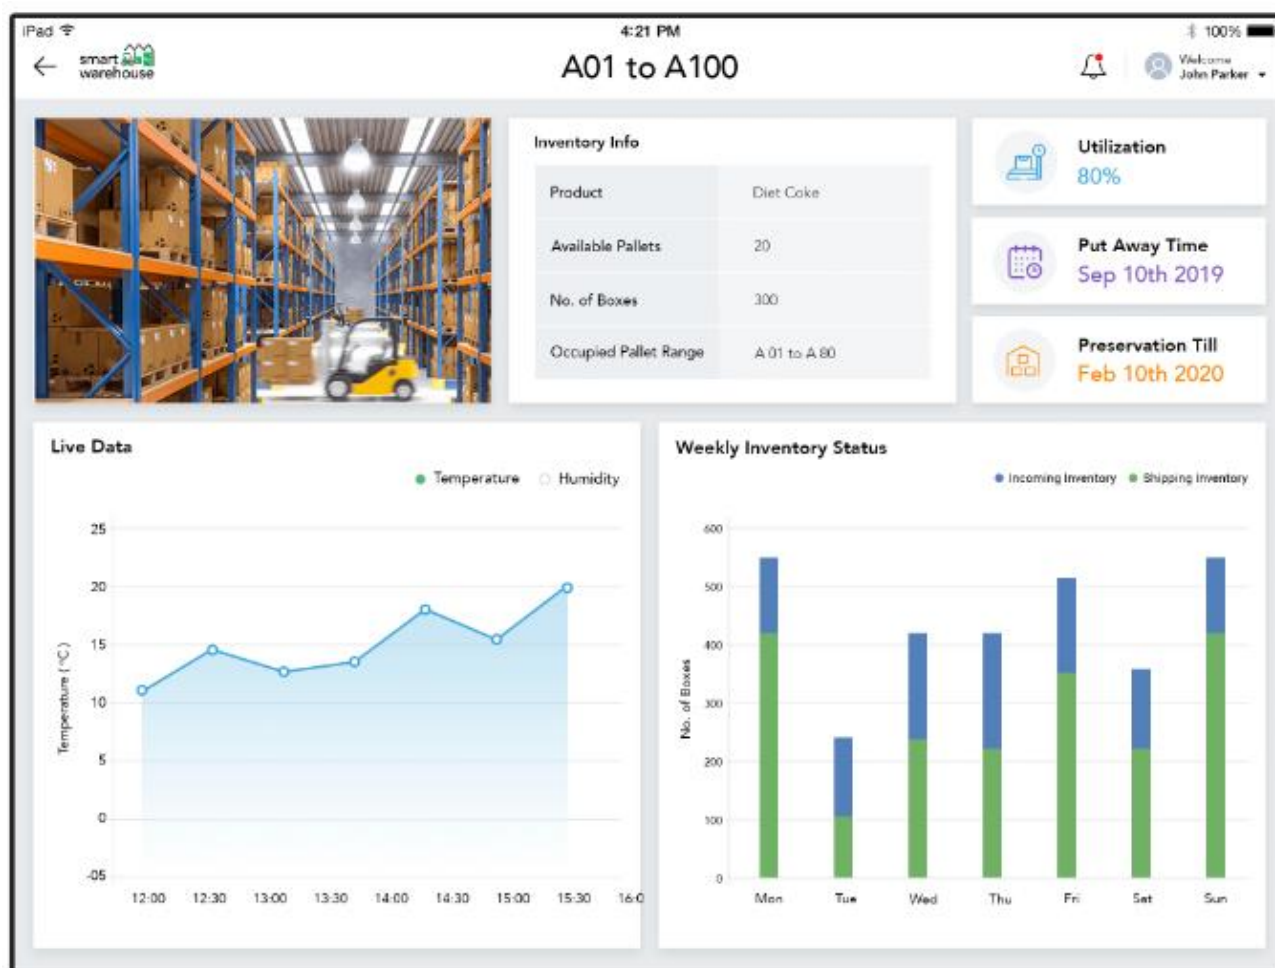 iPad 4:21 PM 100%
smart warehouse
A01 to A100
Welcome
John Parker
Inventory Info
Product Diet Coke
Available Pallets 20
No. of Boxes 300
Occupied Pallet Range A 01 to A 80
Utilization
80%
Put Away Time
Sep 10th 2019
Preservation Till
Feb 10th 2020
Live Data
Temperature Humidity
25
20
15
10
5
0
-05
Temperature (°C)
12:00 12:30 13:00 13:30 14:00 14:30 15:00 15:30 16:0
Weekly Inventory Status
Incoming Inventory Shipping Inventory
600
500
400
300
200
100
0
No. of Boxes
Mon Tue Wed Thu Fri Sat Sun